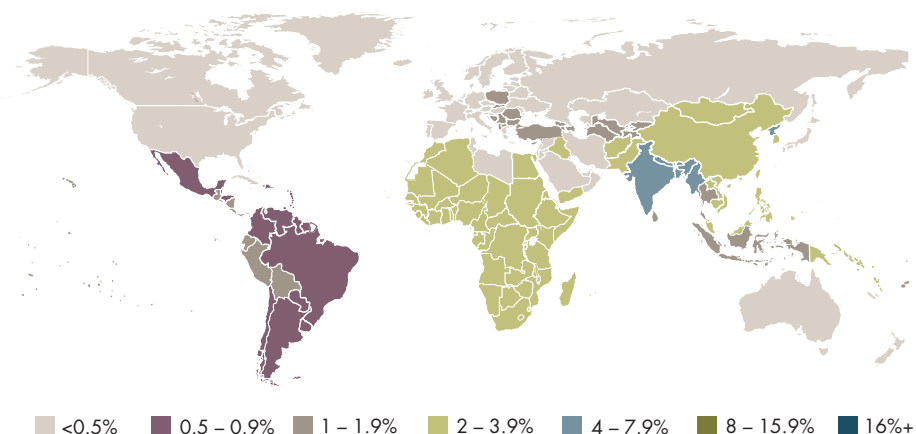 <0.5% 0.5 – 0.9% 1 – 1.9% 2 – 3.9% 4 – 7.9% 8 – 15.9% 16%+